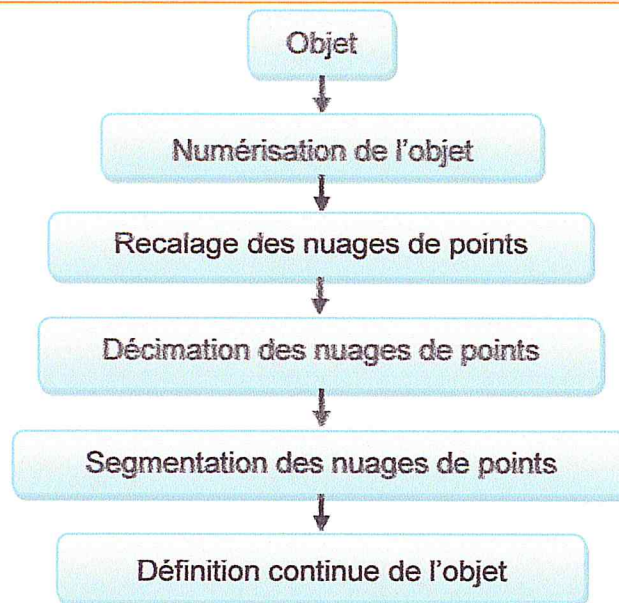 Objet
Numérisation de l'objet
Recalage des nuages de points
Décimation des nuages de points
Segmentation des nuages de points
Définition continue de l'objet